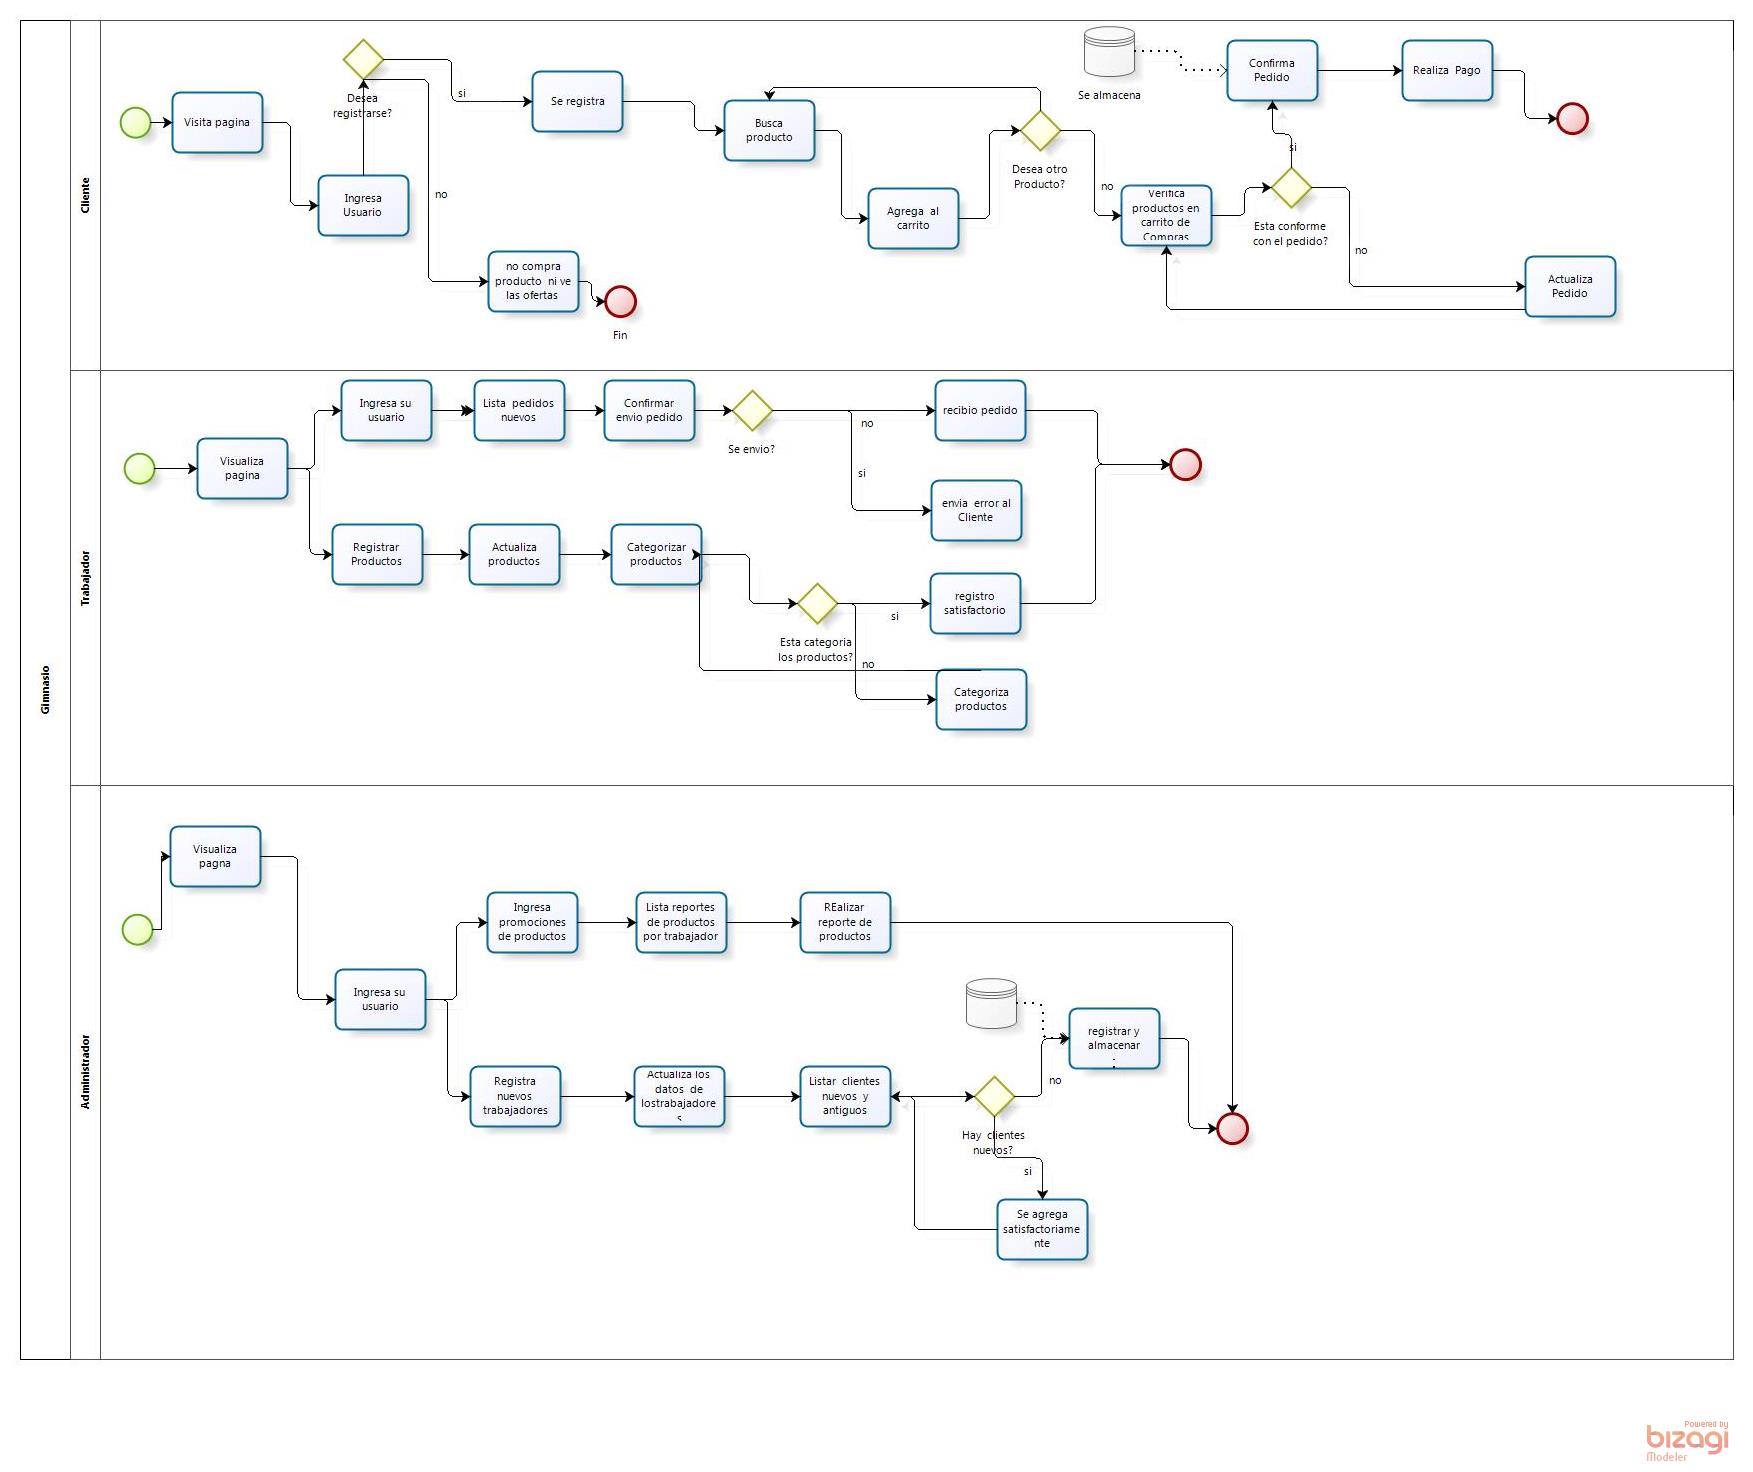 Gimnasio
Cliente
Visita pagina
Ingresa
Usuario
Desea
registrarse?
si
no
Se registra
no compra
producto ni ve
las ofertas
Fin
Busca
producto
Agrega al
carrito
Desea otro
Producto?
no
Se almacena
Verifica
productos en
carrito de
Compras
Confirma
Pedido
si
Esta conforme
con el pedido?
no
Realiza Pago
Actualiza
Pedido
Trabajador
Visualiza
pagina
Ingresa su
usuario
Lista pedidos
nuevos
Confirmar
envio pedido
Se envio?
no
si
recibio pedido
envia error al
Cliente
Registrar
Productos
Actualiza
productos
Categorizar
productos
Esta categoria
los productos?
si
no
registro
satisfactorio
Categoriza
productos
Administrador
Visualiza
pagna
Ingresa su
usuario
Ingresa
promociones
de productos
Lista reportes
de productos
por trabajador
REalizar
reporte de
productos
Registra
nuevos
trabajadores
Actualiza los
datos de
lostrabajadore
s
Listar clientes
nuevos y
antiguos
Hay clientes
nuevos?
no
si
registrar y
almacenar
Se agrega
satisfactoriame
nte
Powered by
bizagi
Modeler